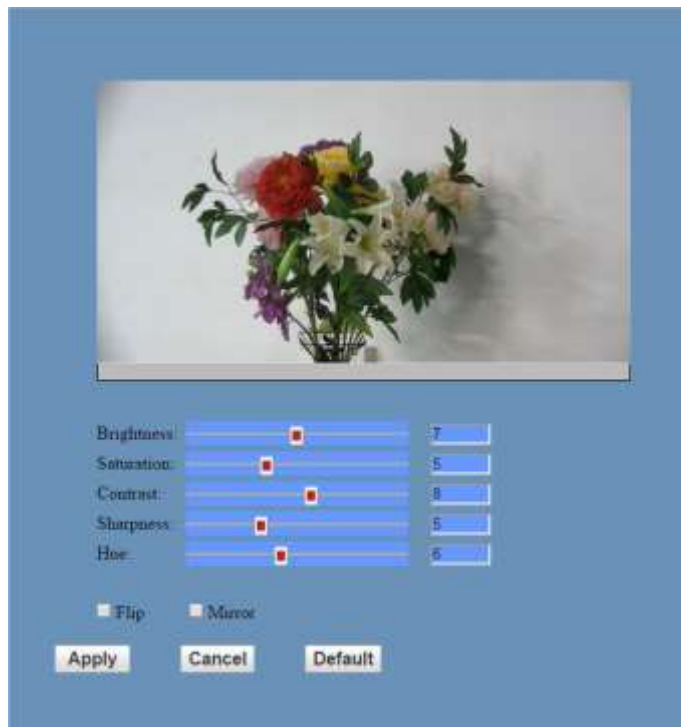 Brightness: 7
Saturation: 5
Contrast: 8
Sharpness: 5
Hue: 6
Flip Mirror
Apply Cancel Default